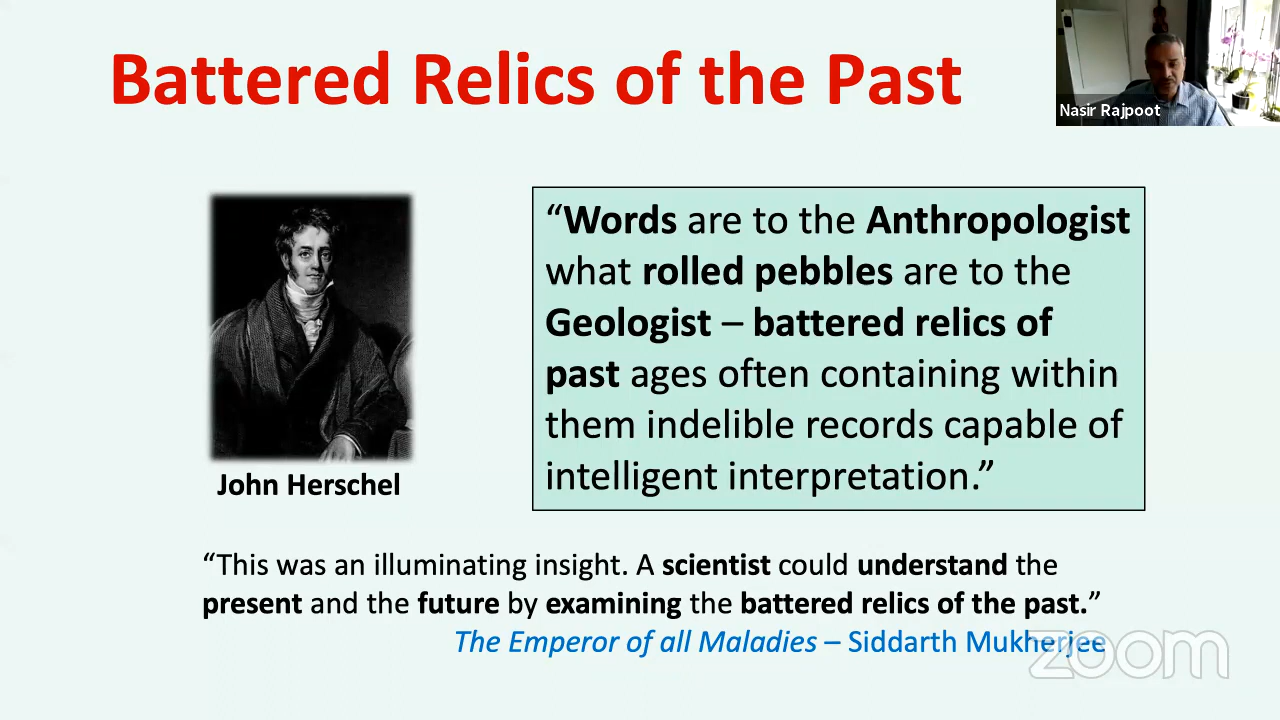 Battered Relics of the Past
Nasir Rajpoot
“Words are to the Anthropologist
what rolled pebbles are to the
Geologist – battered relics of
past ages often containing within
them indelible records capable of
intelligent interpretation.”
John Herschel
“This was an illuminating insight. A scientist could understand the
present and the future by examining the battered relics of the past.”
The Emperor of all Maladies – Siddarth Mukherjee
zoom